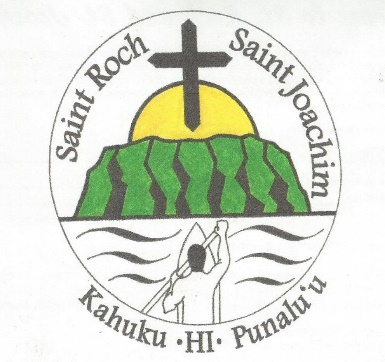 Saint Roch
Saint Joachim
Kahuku · HI · Punalu'u